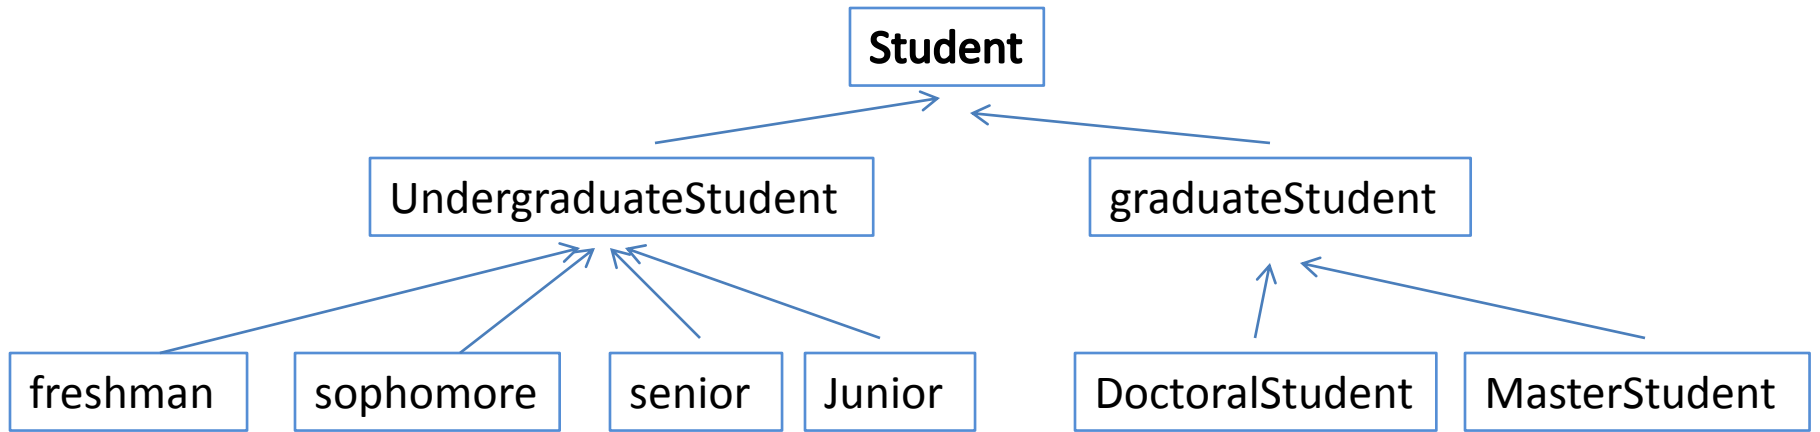 Student
UndergraduateStudent
graduateStudent
freshman
sophomore
senior
Junior
DoctoralStudent
MasterStudent